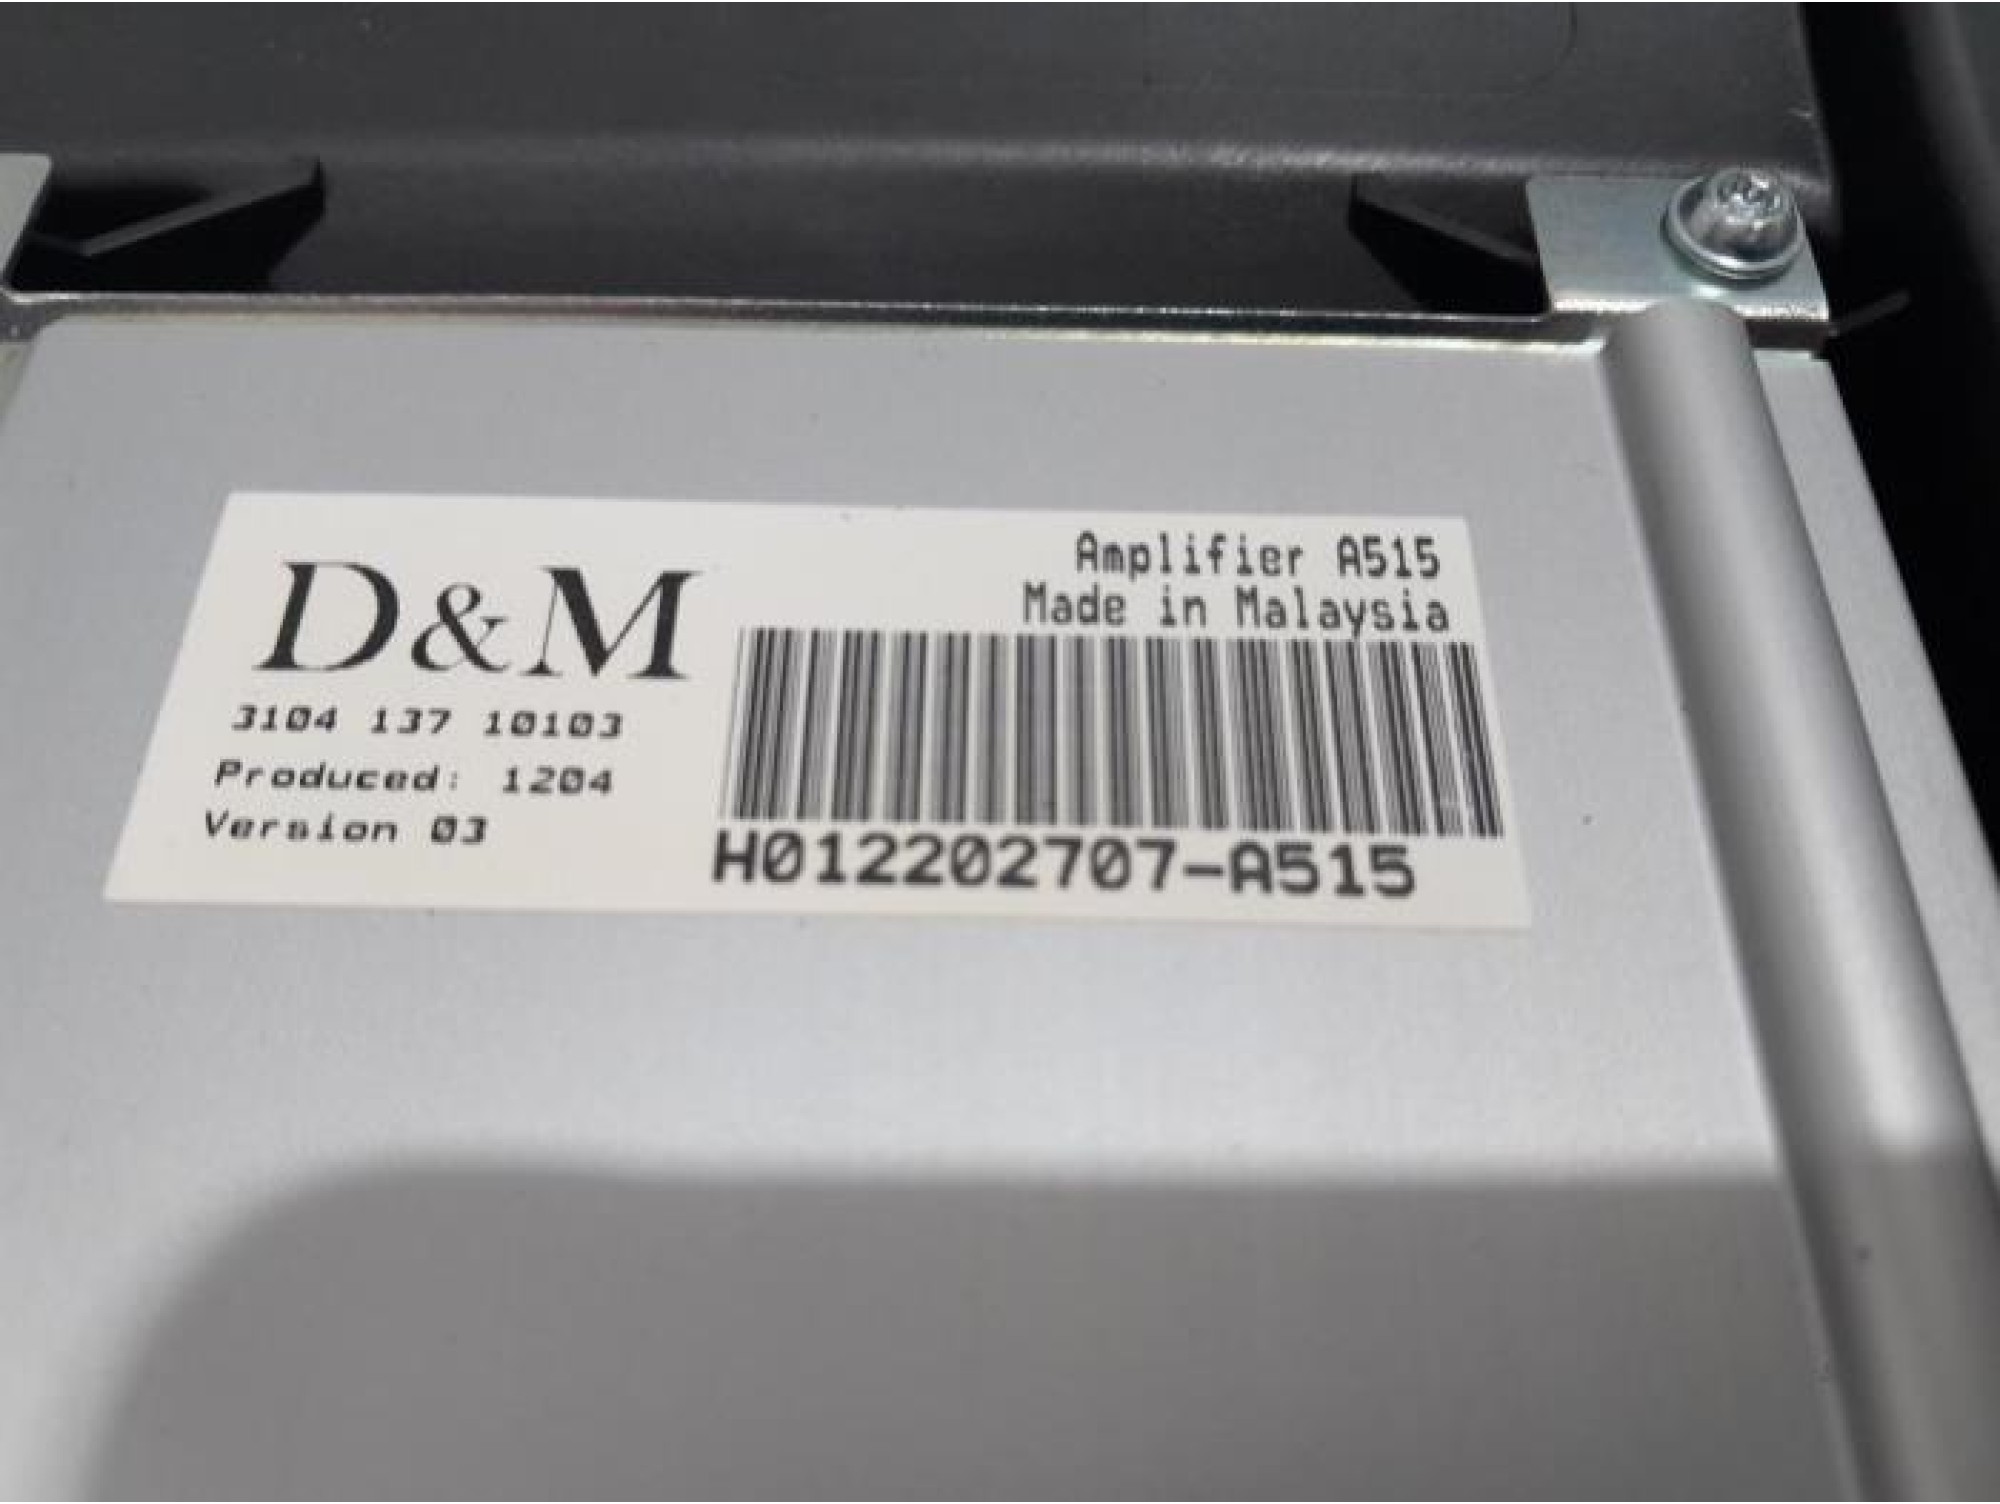 D&M
3104 137 10103
Produced: 1204
Version 03
Amplifier A515
Made in Malaysia
H012202707-A515